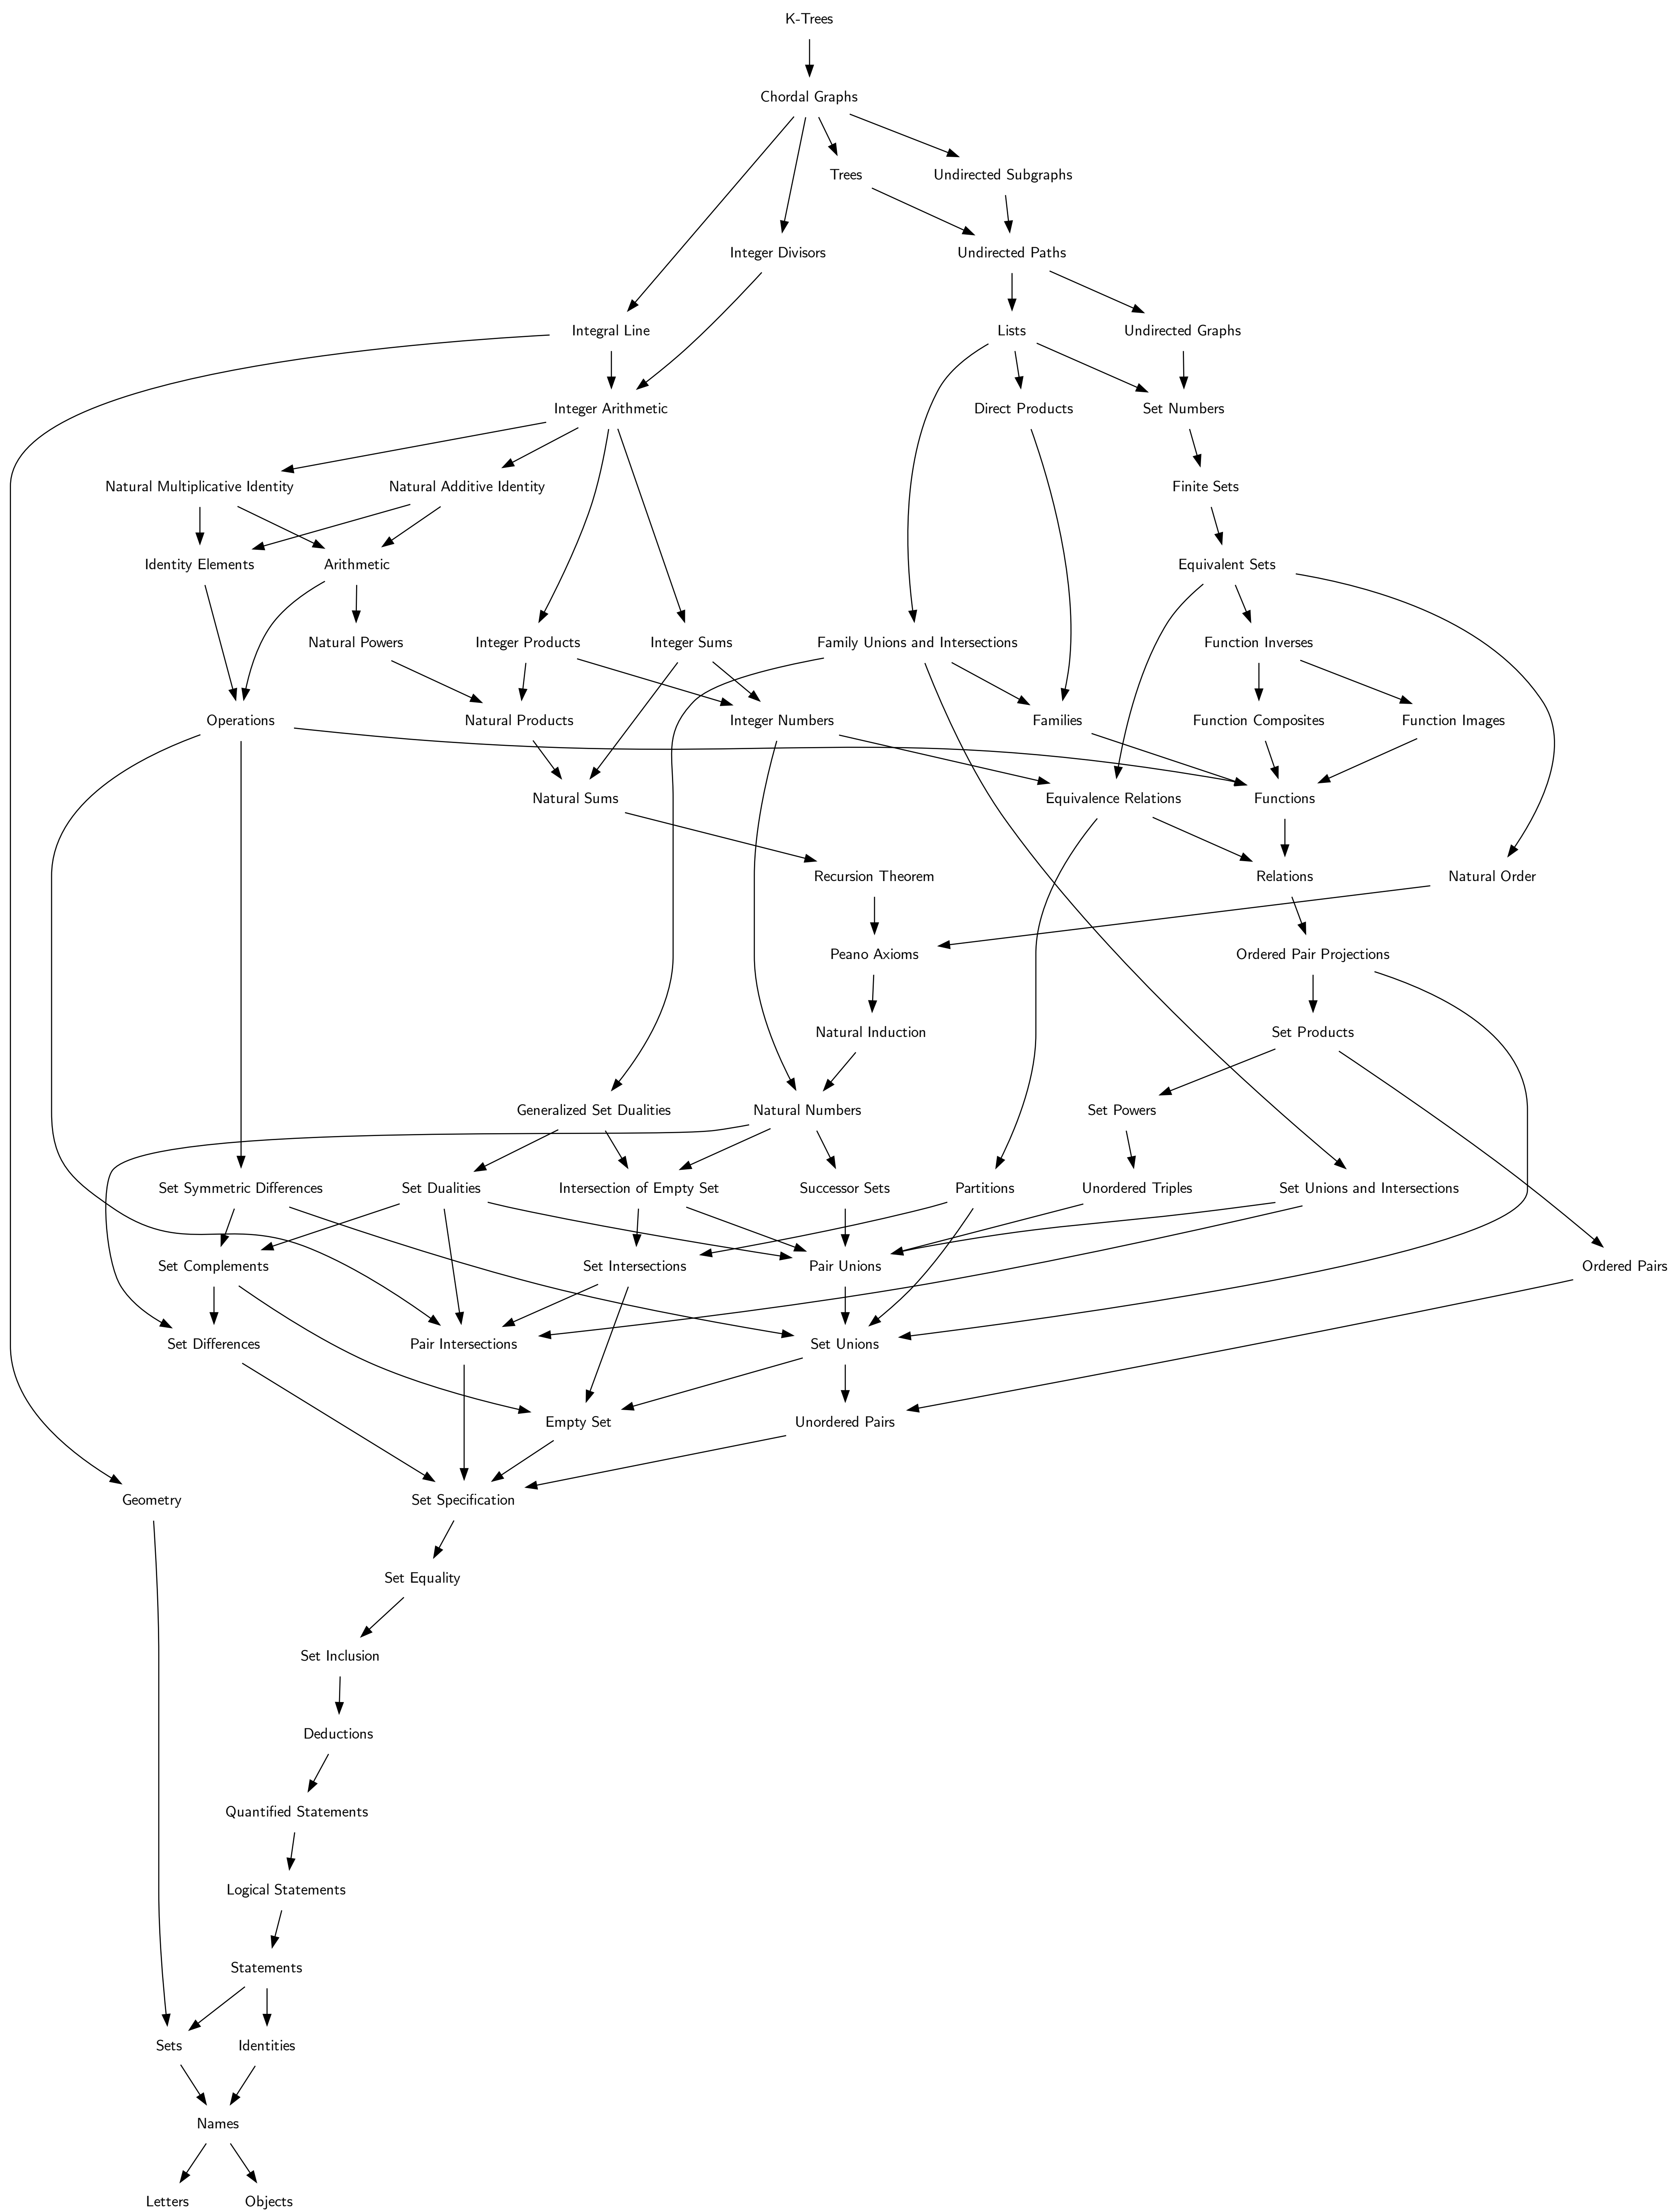 K-Trees
Chordal Graphs
Trees
Undirected Subgraphs
Integer Divisors
Undirected Paths
Integral Line
Lists
Undirected Graphs
Integer Arithmetic
Direct Products
Set Numbers
Natural Multiplicative Identity
Natural Additive Identity
Finite Sets
Identity Elements
Arithmetic
Equivalent Sets
Natural Powers
Integer Products
Integer Sums
Family Unions and Intersections
Function Inverses
Operations
Natural Products
Integer Numbers
Families
Function Composites
Function Images
Natural Sums
Equivalence Relations
Functions
Recursion Theorem
Relations
Natural Order
Peano Axioms
Ordered Pair Projections
Natural Induction
Set Products
Generalized Set Dualities
Natural Numbers
Set Powers
Set Symmetric Differences
Set Dualities
Intersection of Empty Set
Successor Sets
Partitions
Unordered Triples
Set Unions and Intersections
Set Complements
Set Intersections
Pair Unions
Ordered Pairs
Set Differences
Pair Intersections
Set Unions
Empty Set
Unordered Pairs
Geometry
Set Specification
Set Equality
Set Inclusion
Deductions
Quantified Statements
Logical Statements
Statements
Sets
Identities
Names
Letters
Objects